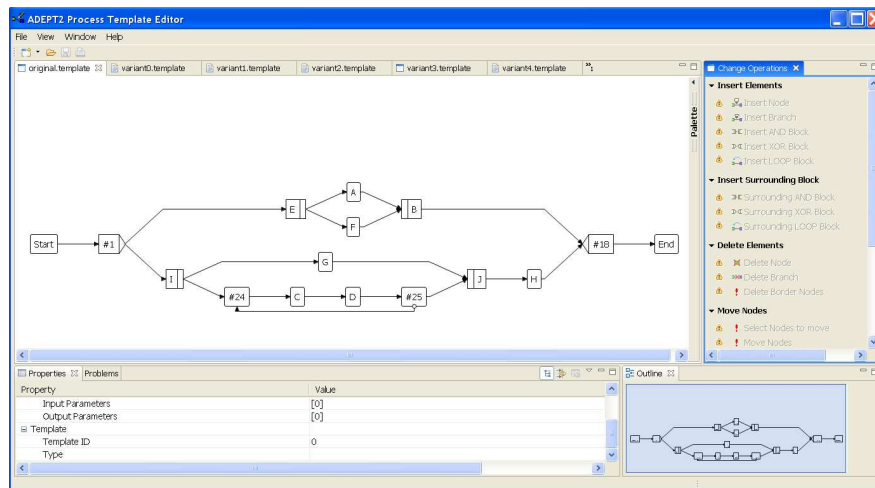 ADEPT2 Process Template Editor
File View Window Help
original.template variant0.template variant1.template variant2.template variant3.template variant4.template »1
Change Operations
Palette
Insert Elements
Insert Node
Insert Branch
Insert AND Block
Insert XOR Block
Insert LOOP Block
Insert Surrounding Block
Surrounding AND Block
Surrounding XOR Block
Surrounding LOOP Block
Delete Elements
Delete Node
Delete Branch
Delete Border Nodes
Move Nodes
Select Nodes to move
Move Nodes
A
E B
F
Start #1 #18 End
G
I J H
#24 C D #25
Properties Problems
Property Value
Input Parameters [0]
Output Parameters [0]
Template
Template ID 0
Type
Outline